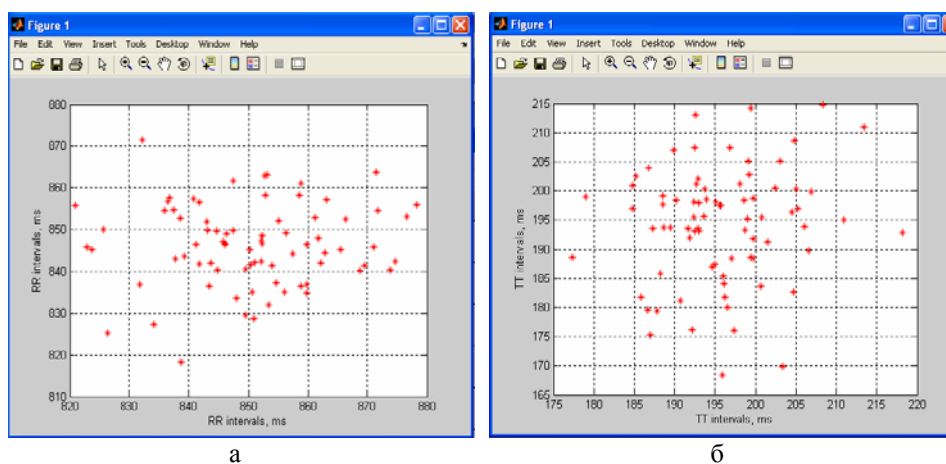 Figure 1
File Edit View Insert Tools Desktop Window Help
880
870
860
850
840
830
820
810
RR intervals, ms
820 830 840 850 860 870 880
RR intervals, ms
а
Figure 1
File Edit View Insert Tools Desktop Window Help
215
210
205
200
195
190
185
180
175
170
165
TT intervals, ms
175 180 185 190 195 200 205 210 215 220
TT intervals, ms
б